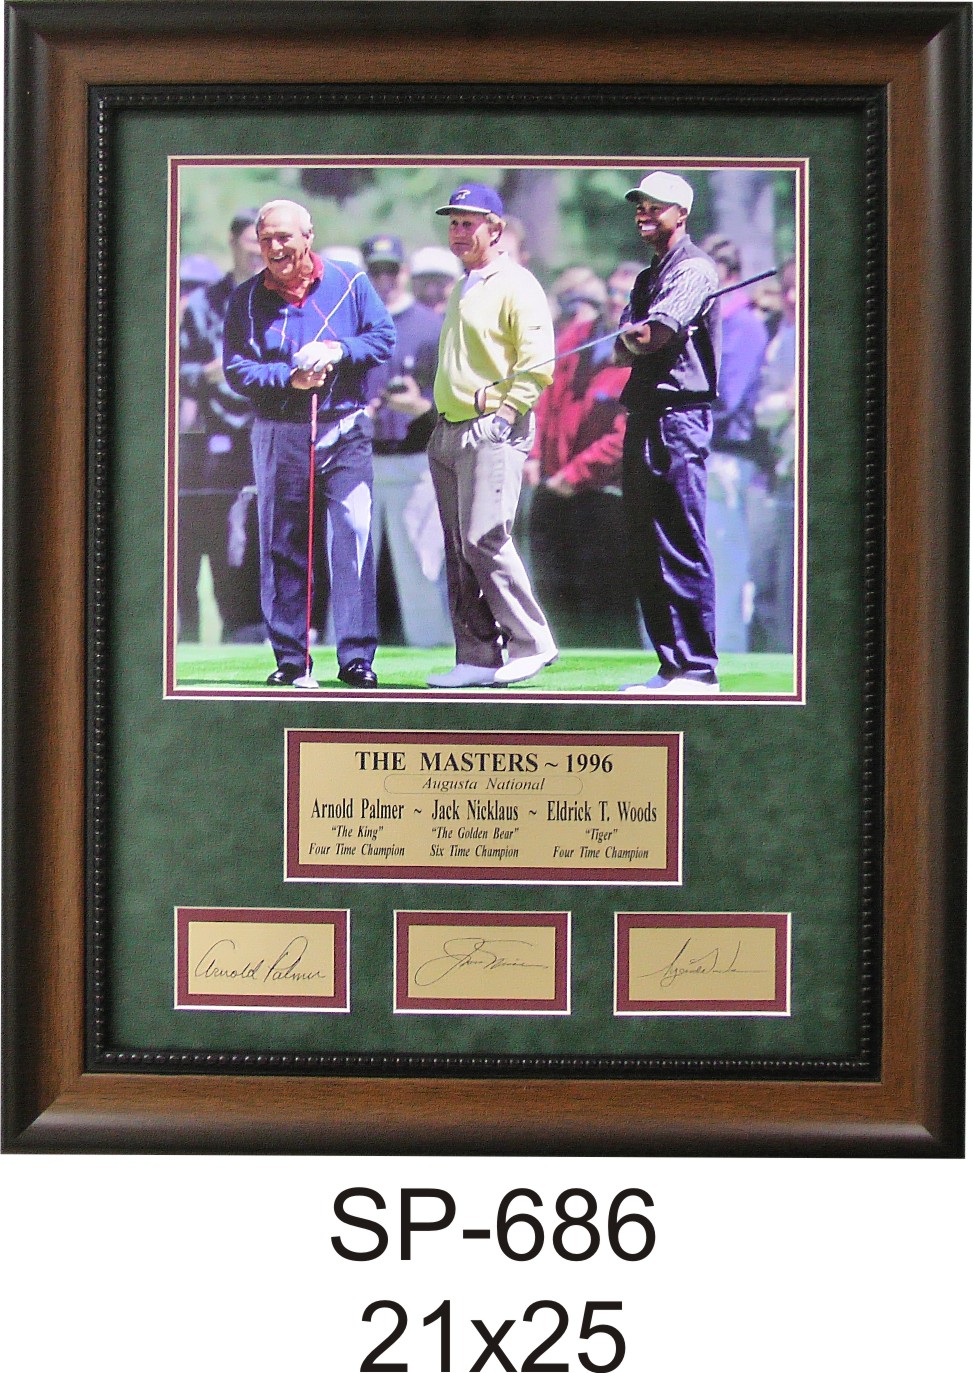 THE MASTERS ~ 1996
Augusta National
Arnold Palmer ~ Jack Nicklaus ~ Eldrick T. Woods
"The King" "The Golden Bear" "Tiger"
Four Time Champion Six Time Champion Four Time Champion
Arnold Palmer
SP-686
21x25